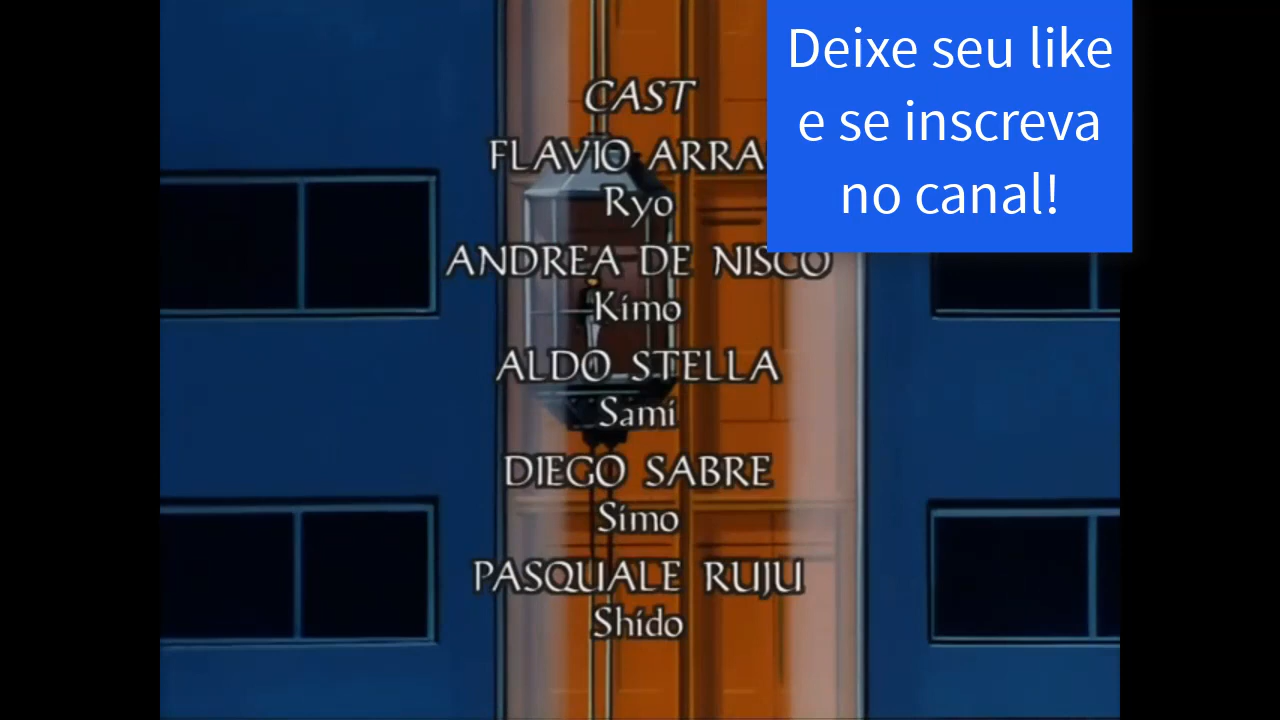 CAST
FLAVIO
Ryo
ANDREA DE NISCO
Kimo
ALDO STELLA
Sami
DIEGO SABRE
Simo
PASQUALE RUJU
Shido
Deixe seu like
e se inscreva
no canal!